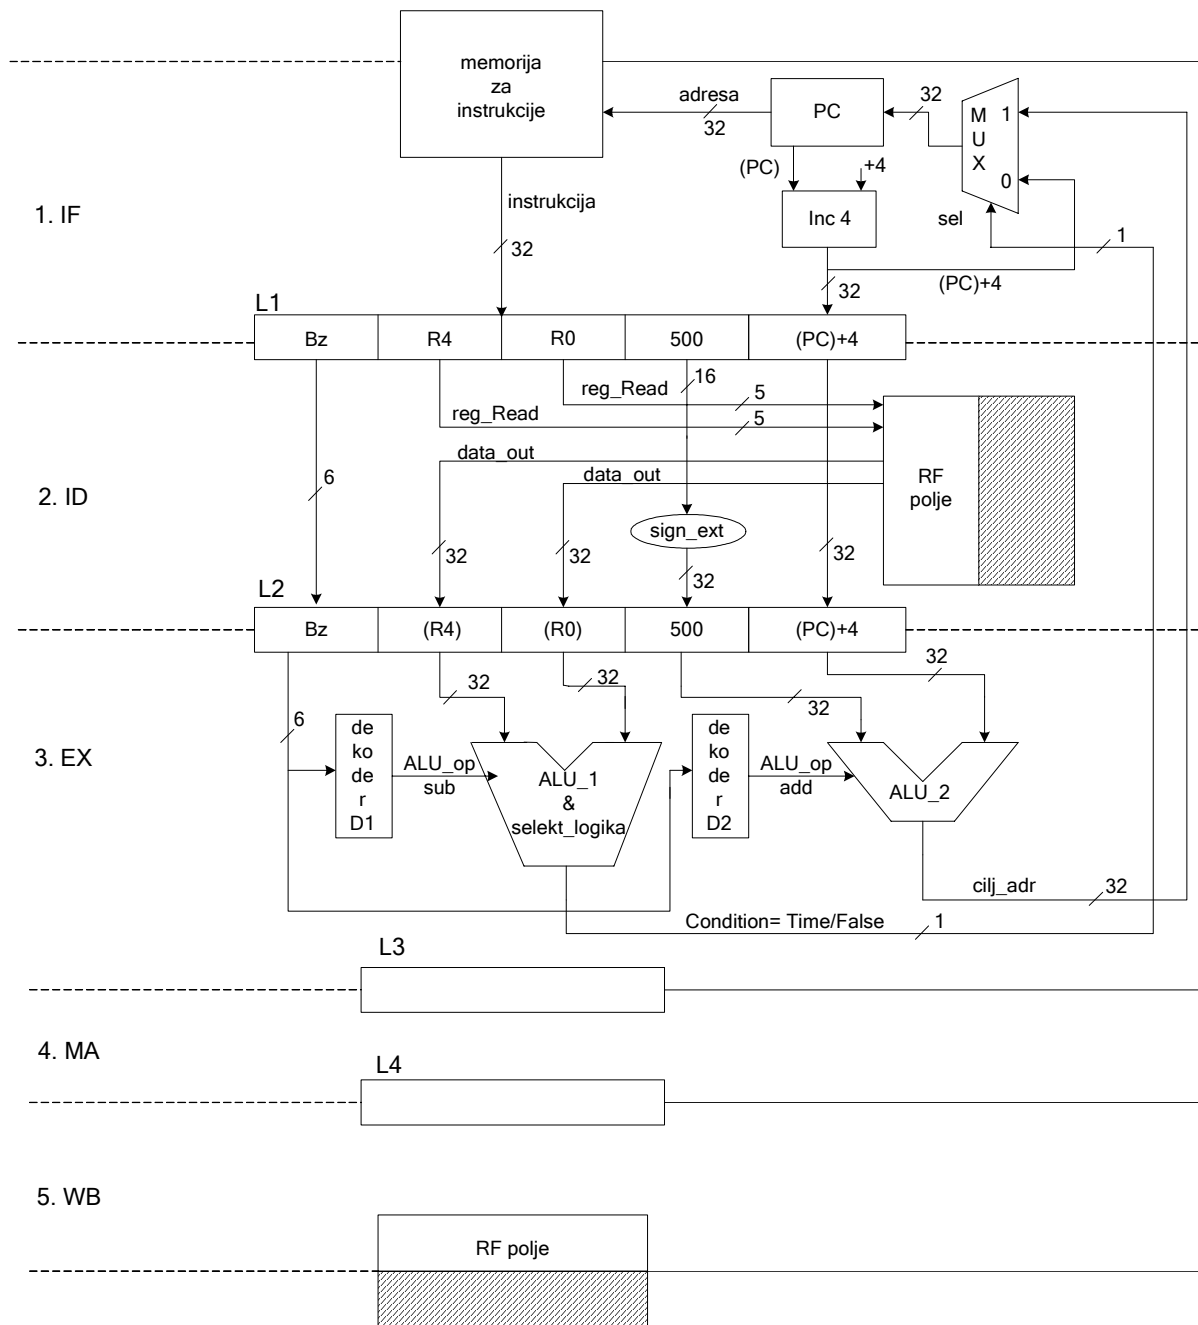 memorija
za
instrukcije
adresa
32
PC
32
M
U
X
1
0
(PC)
+4
Inc 4
sel
1
1. IF
instrukcija
32
32
(PC)+4
L1
Bz
R4
R0
500
(PC)+4
16
reg_Read
5
reg_Read
5
data_out
data_out
6
2. ID
RF
polje
sign_ext
32
32
32
32
L2
Bz
(R4)
(R0)
500
(PC)+4
32
32
32
32
6
3. EX
de
ko
de
r
D1
ALU_op
sub
ALU_1
&
selekt_logika
de
ko
de
r
D2
ALU_op
add
ALU_2
cilj_adr
32
Condition= Time/False
1
L3
4. MA
L4
5. WB
RF polje